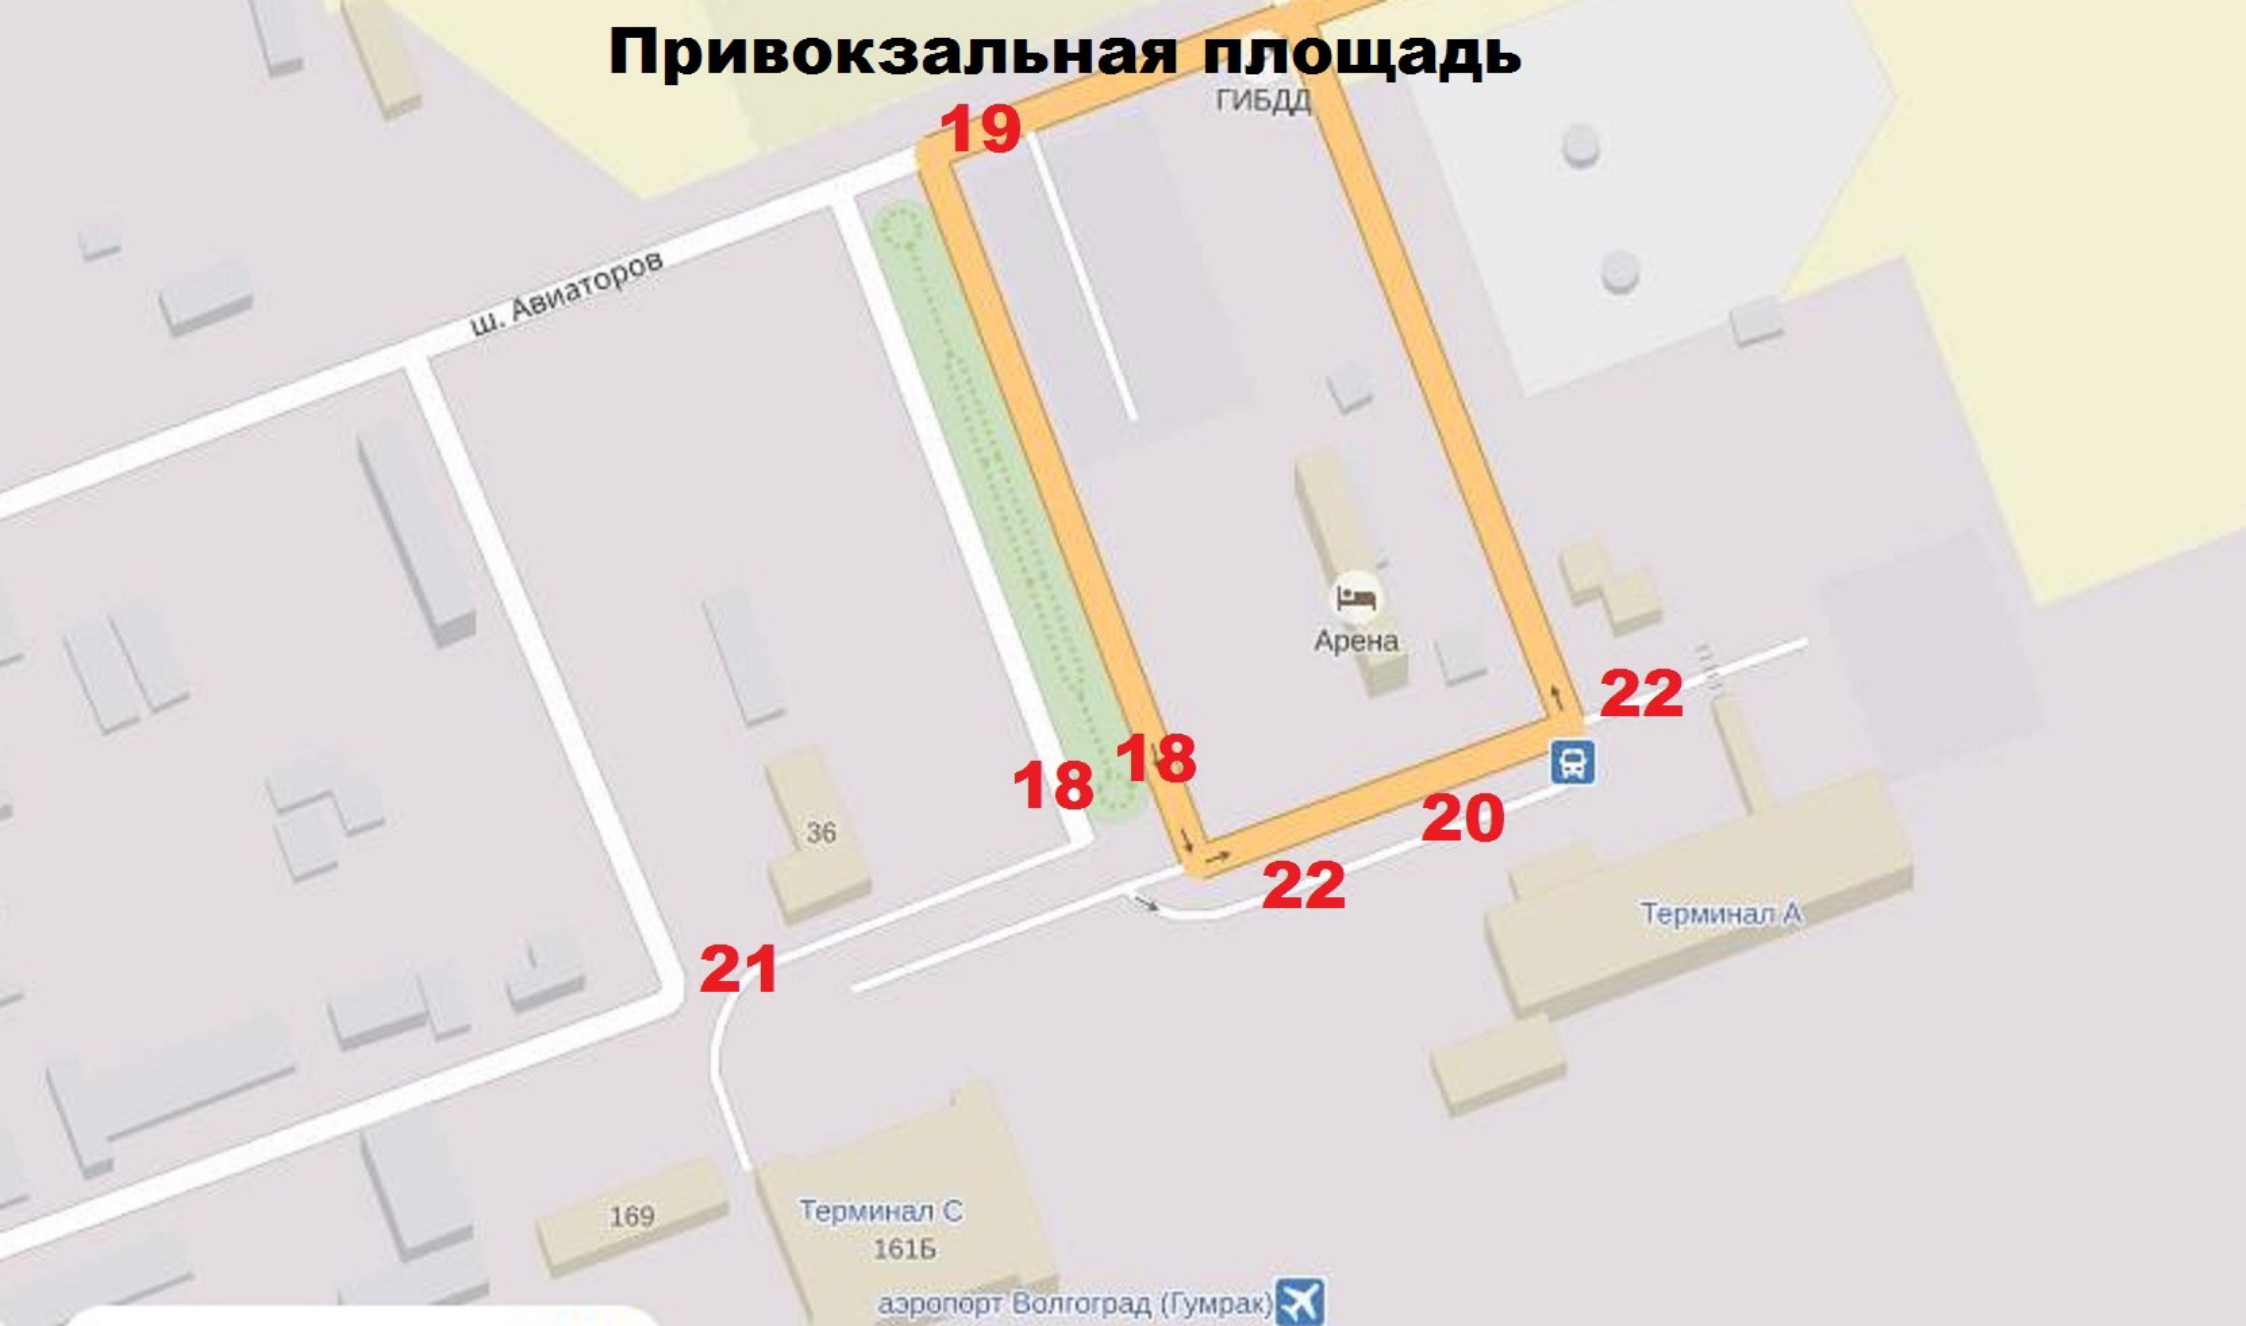 Привокзальная площадь
ГИБДД
19
ш. Авиаторов
Арена
22
18
18
20
36
22
Терминал А
21
169
Терминал С
161Б
аэропорт Волгоград (Гумрак)